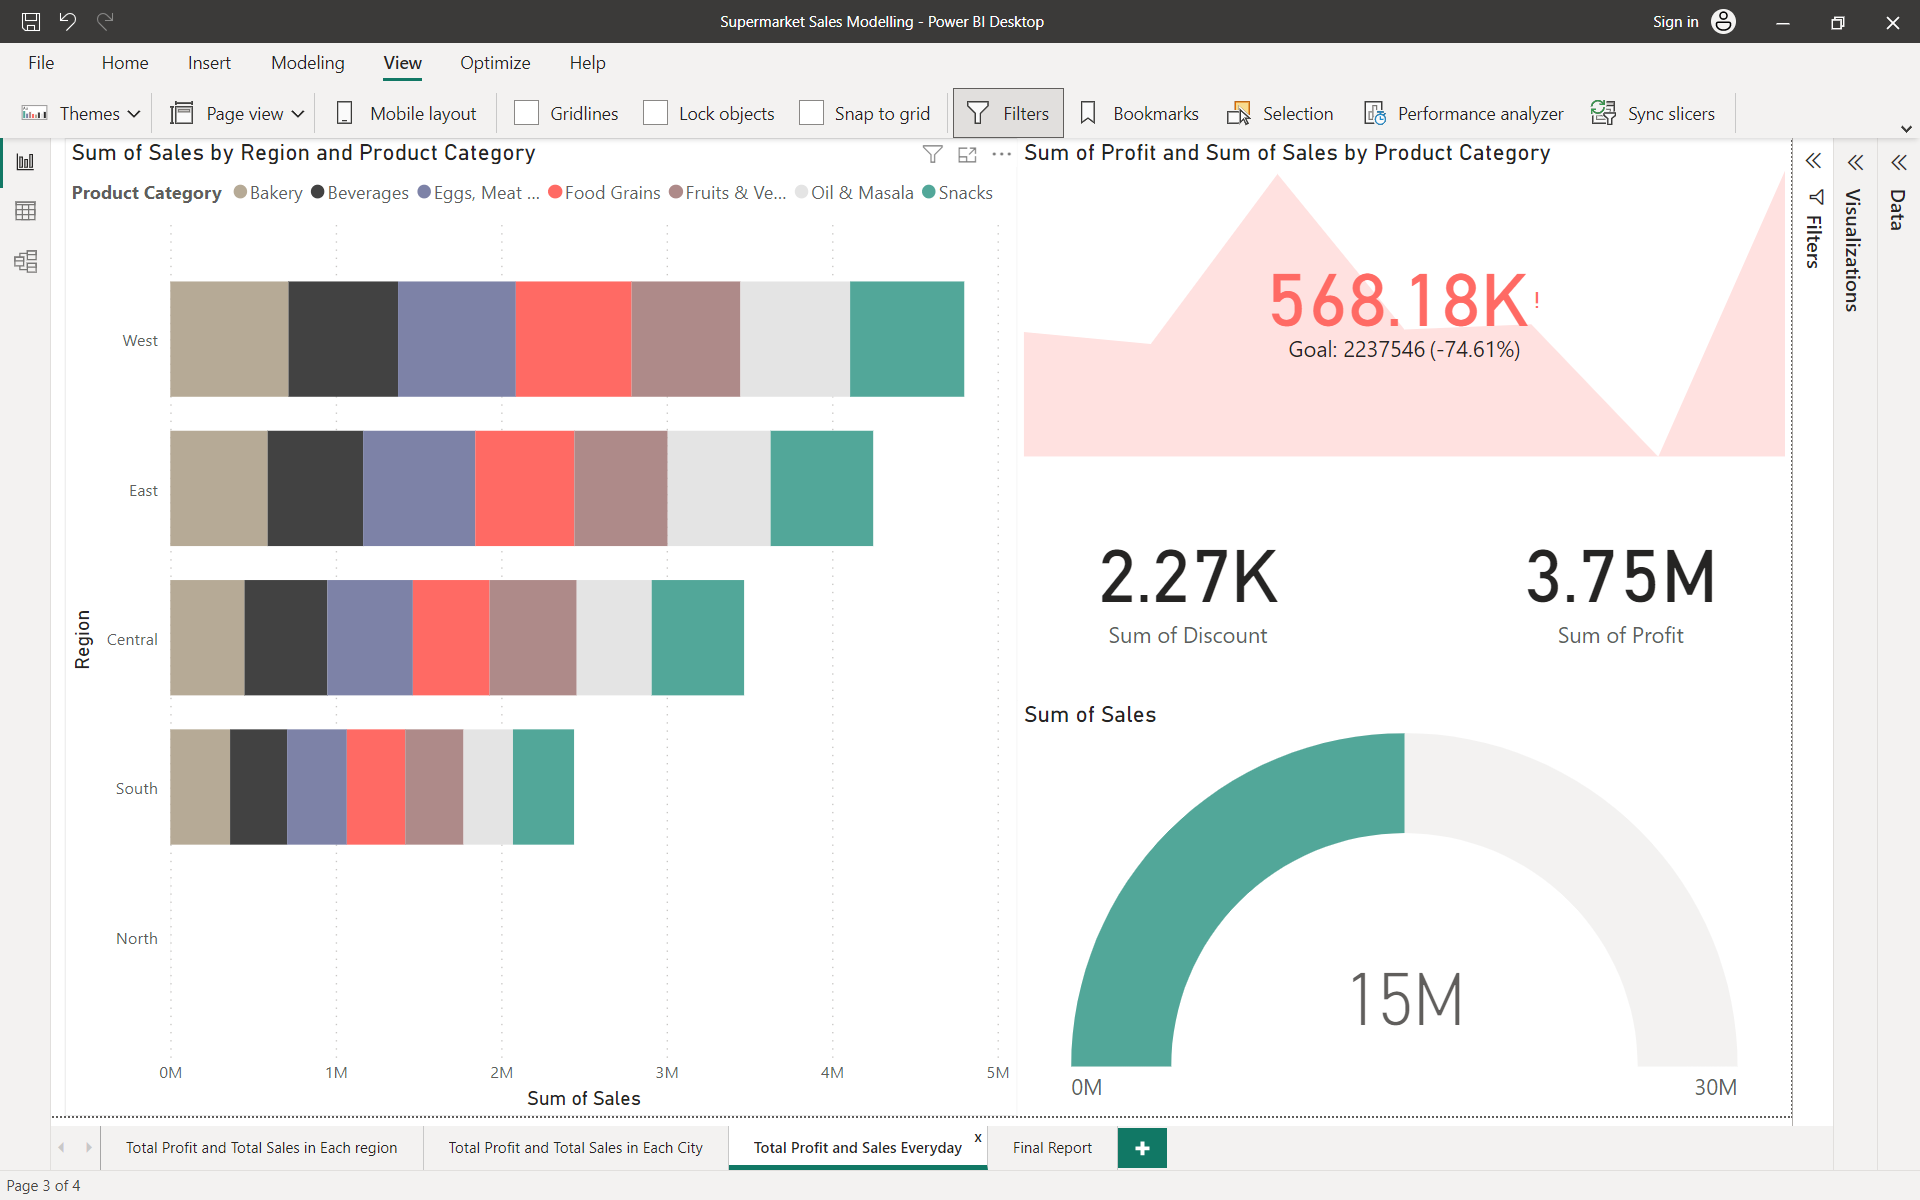 Supermarket Sales Modelling - Power BI Desktop
Sign in
File Home Insert Modeling View Optimize Help
Themes Page view Mobile layout Gridlines Lock objects Snap to grid Filters Bookmarks Selection Performance analyzer Sync slicers
Sum of Sales by Region and Product Category
Product Category Bakery Beverages Eggs, Meat ... Food Grains Fruits & Ve... Oil & Masala Snacks
Region
West
East
Central
South
North
0M 1M 2M 3M 4M 5M
Sum of Sales
Sum of Profit and Sum of Sales by Product Category
568.18K!
Goal: 2237546 (-74.61%)
2.27K
Sum of Discount
3.75M
Sum of Profit
Sum of Sales
15M
0M 30M
Filters
Visualizations
Data
Total Profit and Total Sales in Each region Total Profit and Total Sales in Each City Total Profit and Sales Everyday x Final Report +
Page 3 of 4